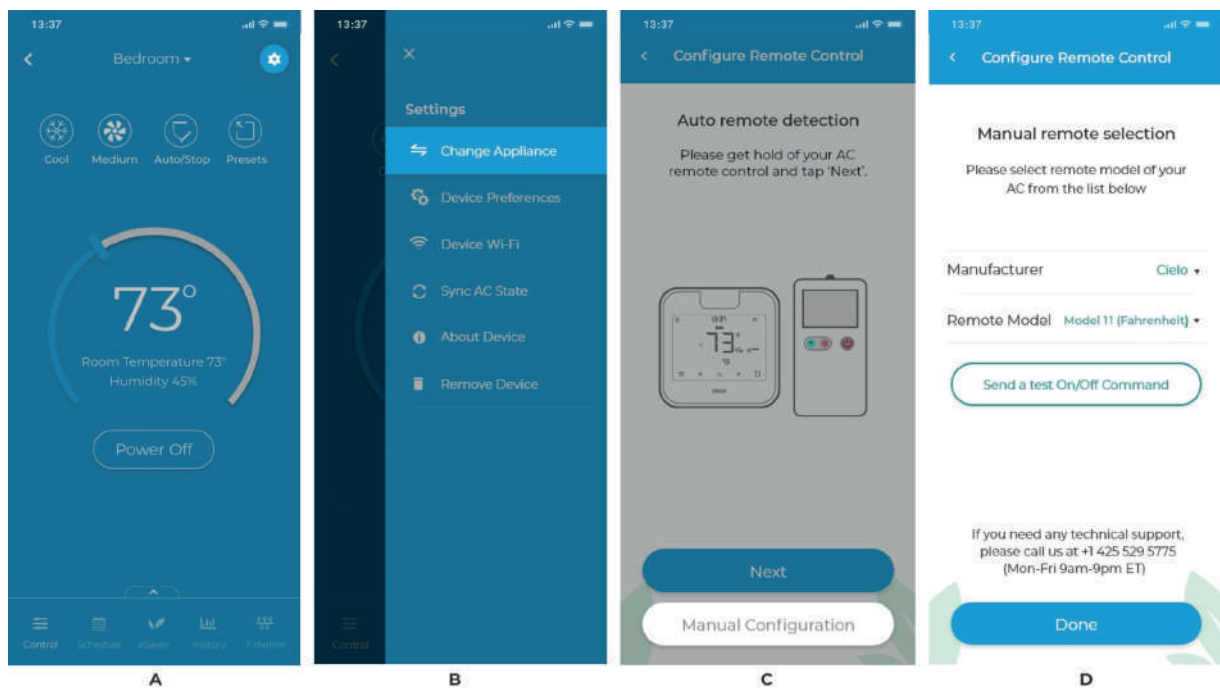 13:37
Bedroom
Cool
Medium
Auto/Stop
Presets
73°
Room Temperature 73°
Humidity 45%
Power Off
Control
Schedule
eSaver
History
Timeline
A
13:37
Settings
Change Appliance
Device Preferences
Device Wi-Fi
Sync AC State
About Device
Remove Device
Control
B
13:37
Configure Remote Control
Auto remote detection
Please get hold of your AC
remote control and tap 'Next'.
73
Next
Manual Configuration
C
13:37
Configure Remote Control
Manual remote selection
Please select remote model of your
AC from the list below
Manufacturer
Cielo
Remote Model
Model 11 (Fahrenheit)
Send a test On/Off Command
If you need any technical support,
please call us at +1 425 529 5775
(Mon-Fri 9am-9pm ET)
Done
D